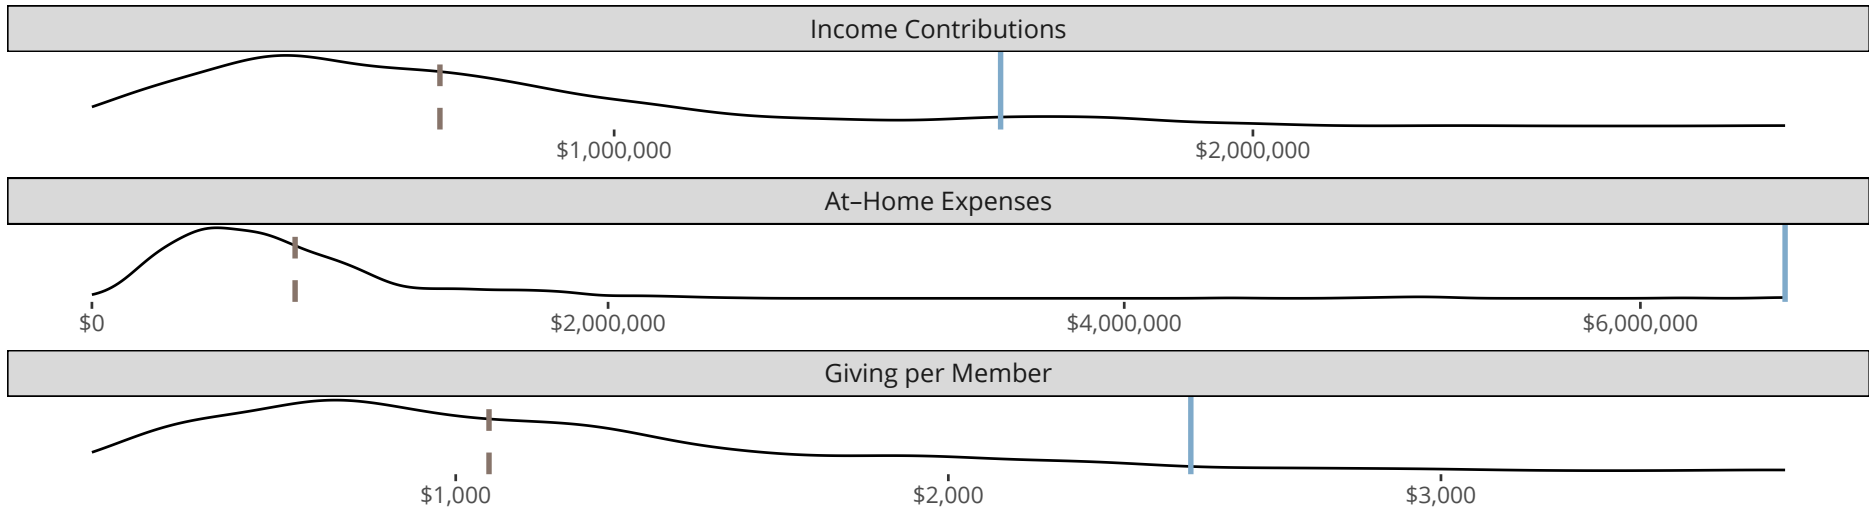 Income Contributions
$1,000,000 $2,000,000
At–Home Expenses
$0 $2,000,000 $4,000,000 $6,000,000
Giving per Member
$1,000 $2,000 $3,000